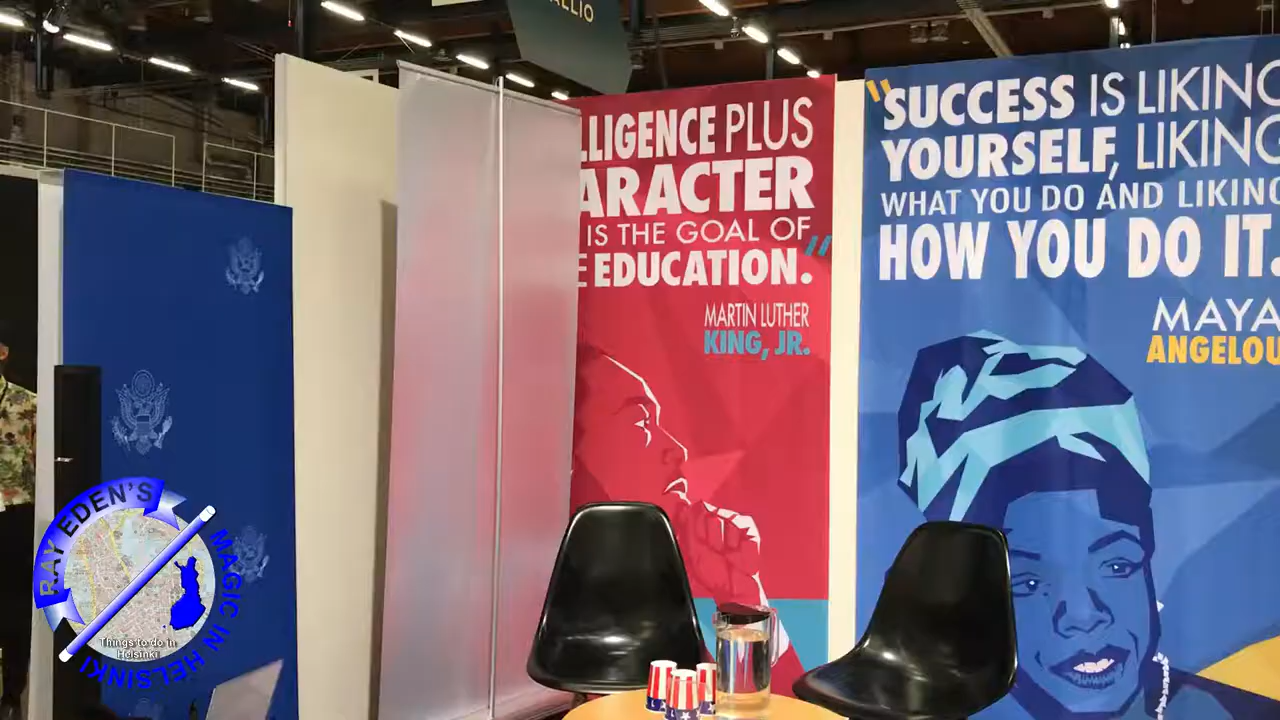 ALLIO
LLIGENCE PLUS
ARACTER
IS THE GOAL OF
E EDUCATION.”
MARTIN LUTHER
KING, JR.
“SUCCESS IS LIKING
YOURSELF, LIKING
WHAT YOU DO AND LIKING
HOW YOU DO IT.
MAYA
ANGELOU
RAY EDEN'S
MAGIC IN HELSINKI
Things to do in
Helsinki